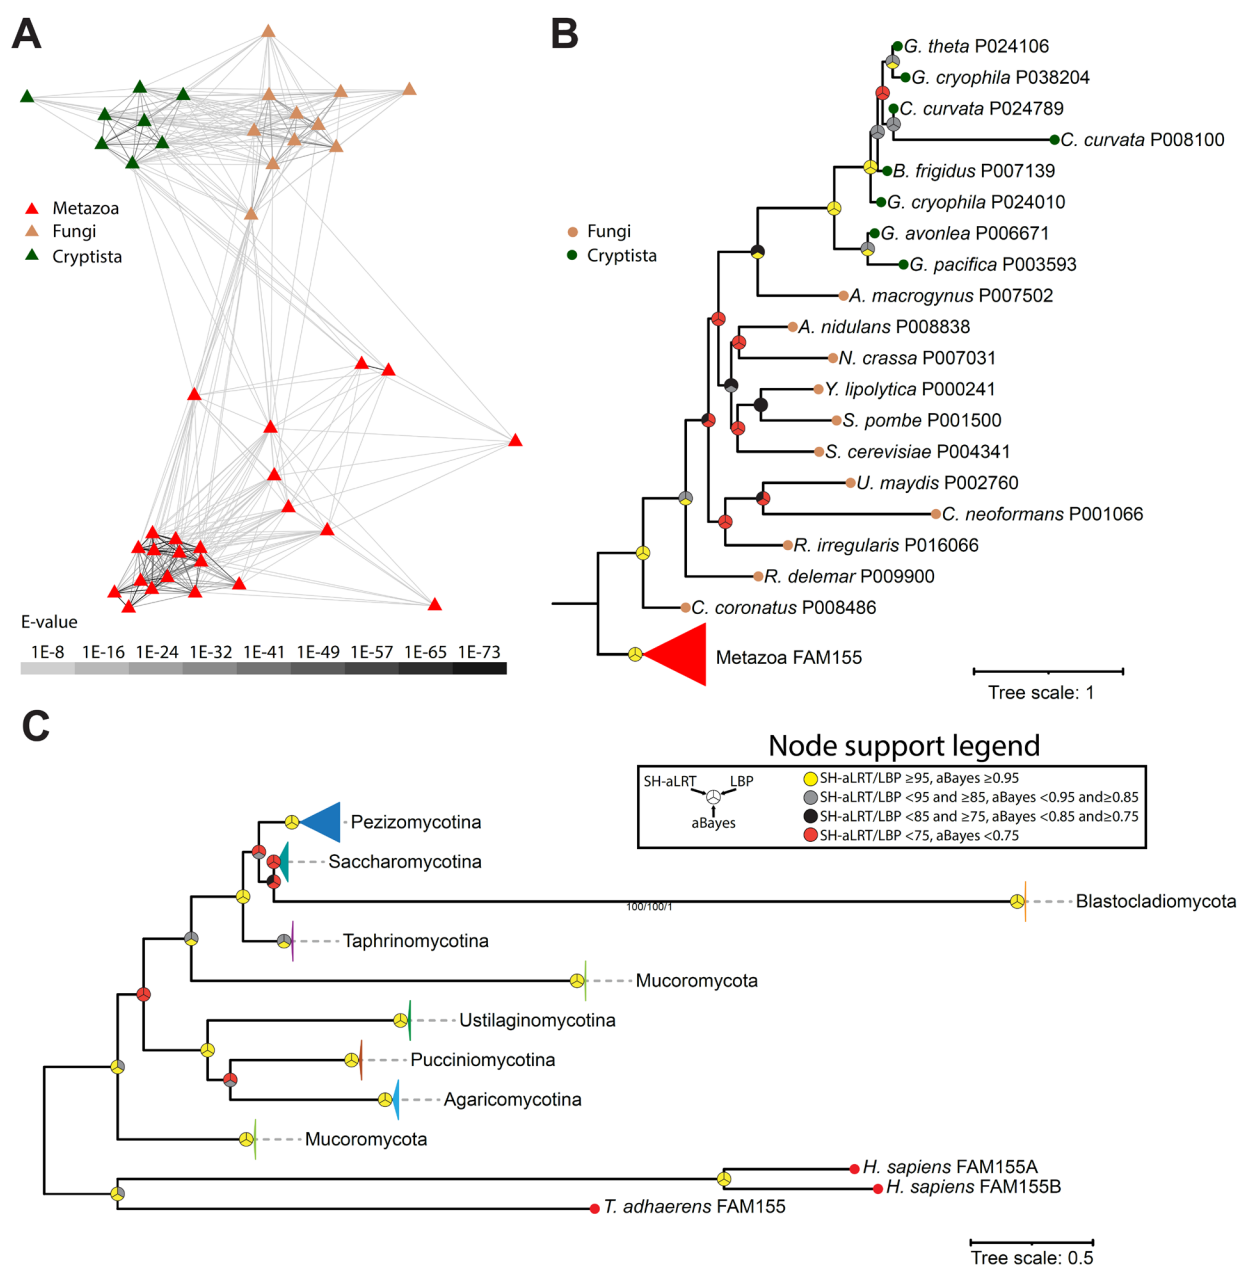 A
Metazoa
Fungi
Cryptista
E-value
1E-8 1E-16 1E-24 1E-32 1E-41 1E-49 1E-57 1E-65 1E-73
B
Fungi
Cryptista
G. theta P024106
G. cryophila P038204
C. curvata P024789
C. curvata P008100
B. frigidus P007139
G. cryophila P024010
G. avonlea P006671
G. pacifica P003593
A. macrogynus P007502
A. nidulans P008838
N. crassa P007031
Y. lipolytica P000241
S. pombe P001500
S. cerevisiae P004341
U. maydis P002760
C. neoformans P001066
R. irregularis P016066
R. delemar P009900
C. coronatus P008486
Metazoa FAM155
Tree scale: 1
C
Node support legend
SH-aLRT LBP
aBayes
SH-aLRT/LBP ≥95, aBayes ≥0.95
SH-aLRT/LBP <95 and ≥85, aBayes <0.95 and≥0.85
SH-aLRT/LBP <85 and ≥75, aBayes <0.85 and≥0.75
SH-aLRT/LBP <75, aBayes <0.75
Pezizomycotina
Saccharomycotina
100/100/1
Blastocladiomycota
Taphrinomycotina
Mucoromycota
Ustilaginomycotina
Pucciniomycotina
Agaricomycotina
Mucoromycota
H. sapiens FAM155A
H. sapiens FAM155B
T. adhaerens FAM155
Tree scale: 0.5